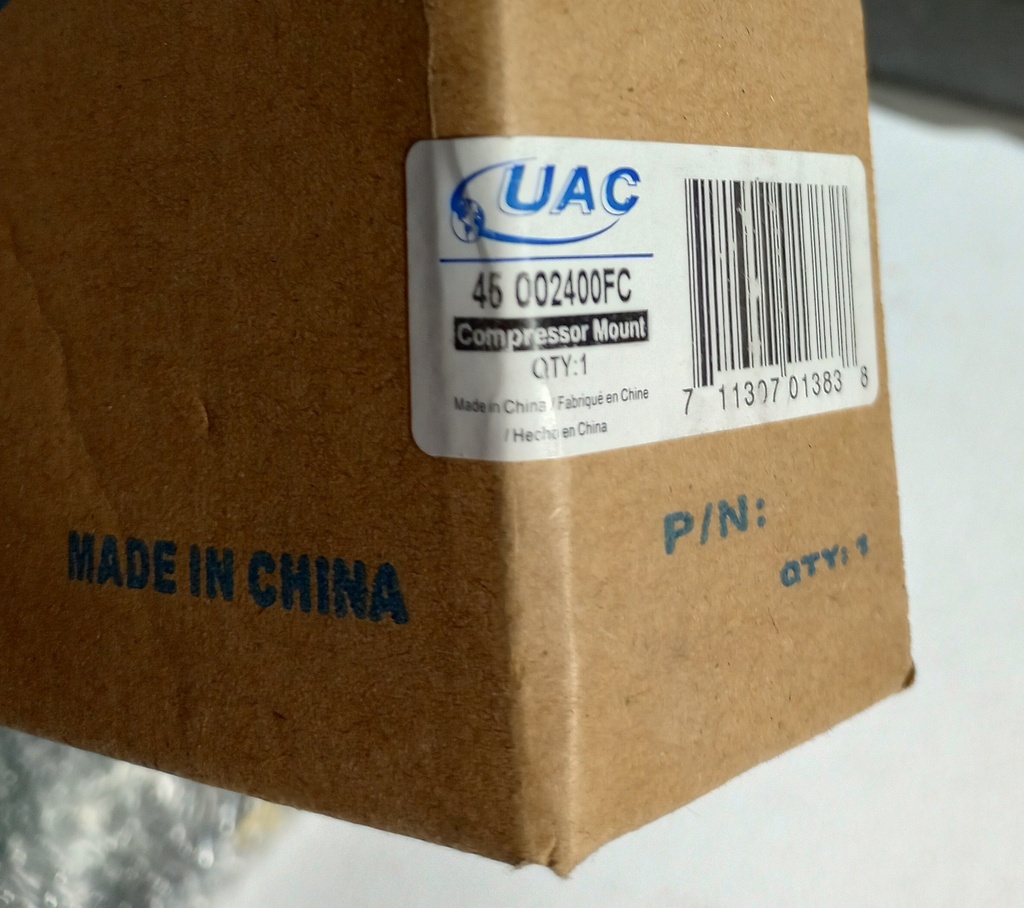 UAC
45 002400FC
Compressor Mount
QTY:1
Made in China / Fabriqué en Chine
/ Hecho en China
7 11307 01383 8
P/N:
QTY: 1
MADE IN CHINA